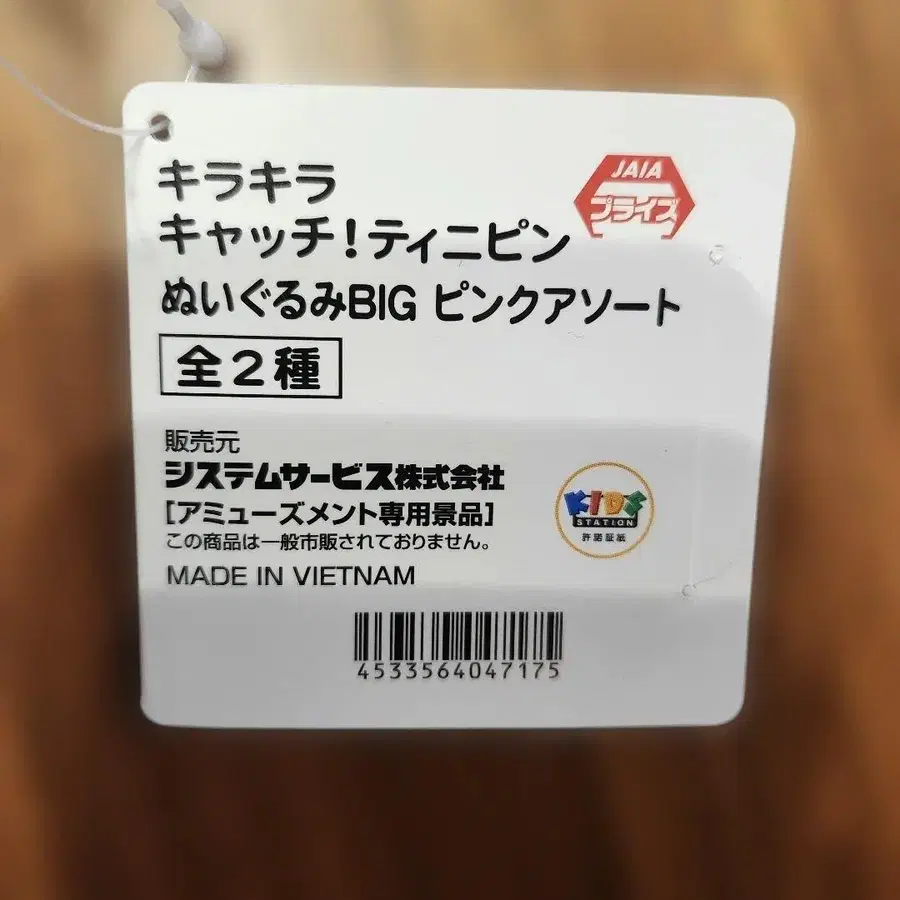 キラキラ
キャッチ!ティニピン
JAIA
プライズ
ぬいぐるみBIG ピンクアソート
全2種
販売元
システムサービス株式会社
[アミューズメント専用景品]
この商品は一般市販されておりません。
MADE IN VIETNAM
KIDS
STATION
許諾証紙
4533564047175